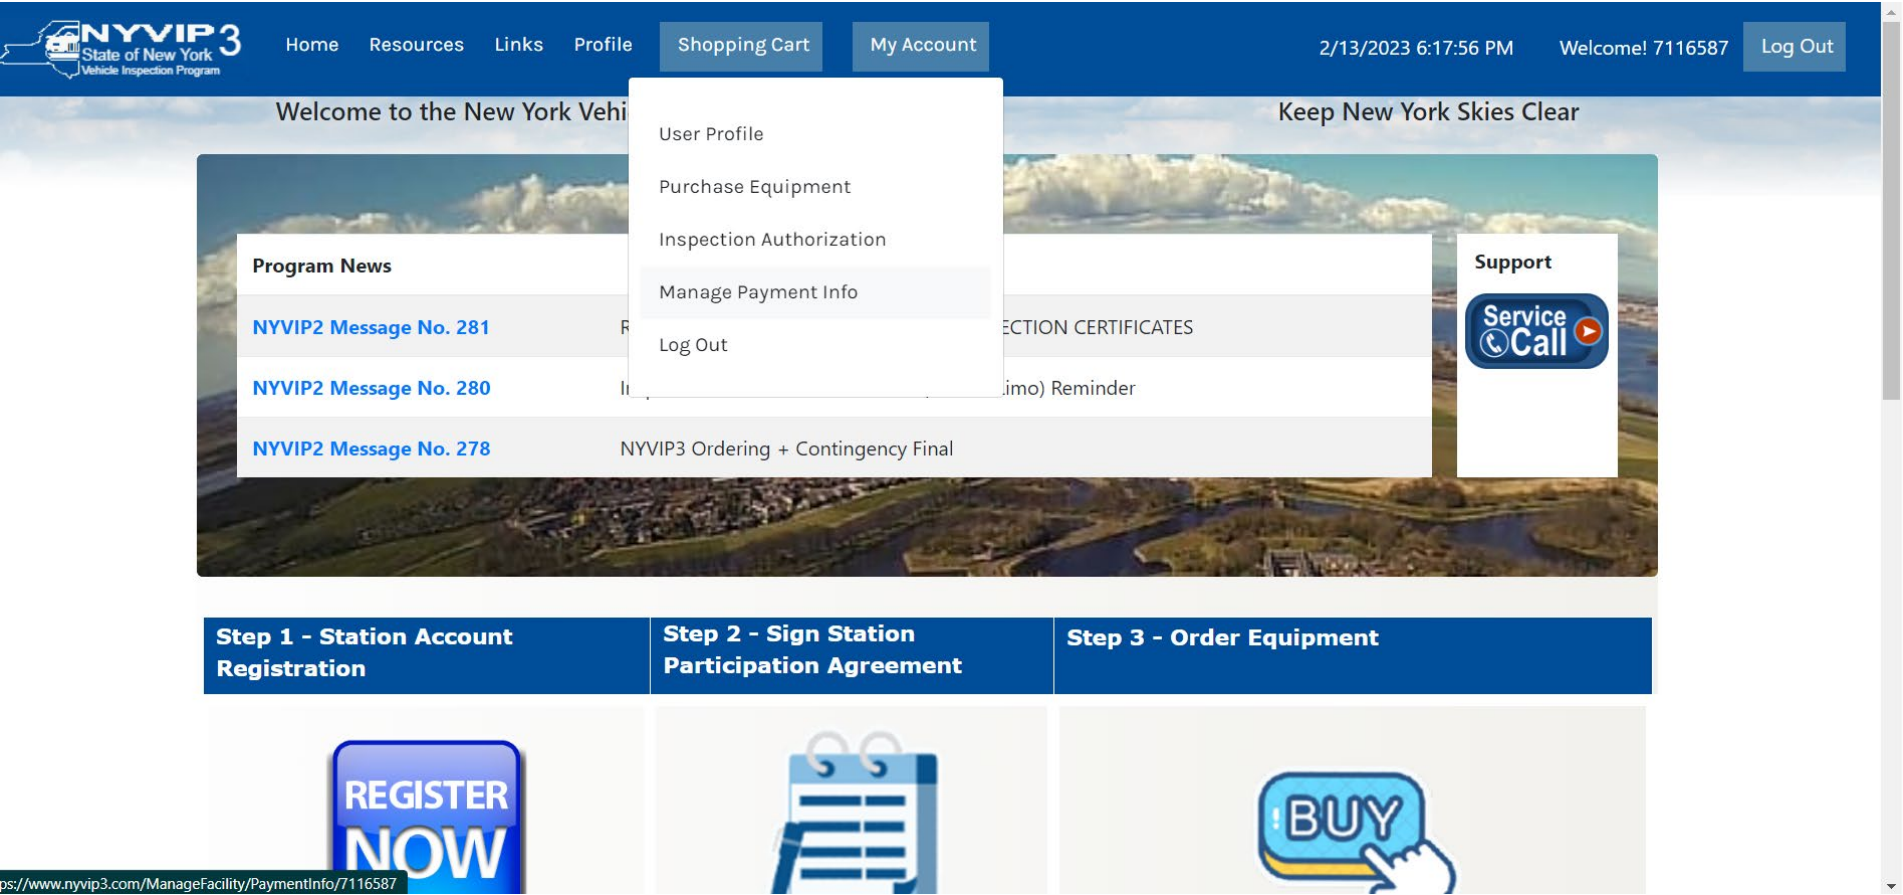 NYVIP 3
State of New York
Vehicle Inspection Program
Home Resources Links Profile Shopping Cart My Account 2/13/2023 6:17:56 PM Welcome! 7116587 Log Out
Welcome to the New York Vehi
Keep New York Skies Clear
User Profile
Purchase Equipment
Inspection Authorization
Manage Payment Info
Log Out
Program News
NYVIP2 Message No. 281 R ECTION CERTIFICATES
NYVIP2 Message No. 280 imo) Reminder
NYVIP2 Message No. 278 NYVIP3 Ordering + Contingency Final
Support
Service
Call
Step 1 - Station Account
Registration
Step 2 - Sign Station
Participation Agreement
Step 3 - Order Equipment
REGISTER
NOW
BUY
ps://www.nyvip3.com/ManageFacility/PaymentInfo/7116587